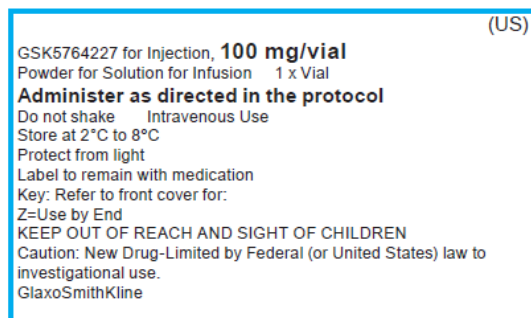 (US)
GSK5764227 for Injection, 100 mg/vial
Powder for Solution for Infusion 1 x Vial
Administer as directed in the protocol
Do not shake Intravenous Use
Store at 2°C to 8°C
Protect from light
Label to remain with medication
Key: Refer to front cover for:
Z=Use by End
KEEP OUT OF REACH AND SIGHT OF CHILDREN
Caution: New Drug-Limited by Federal (or United States) law to
investigational use.
GlaxoSmithKline